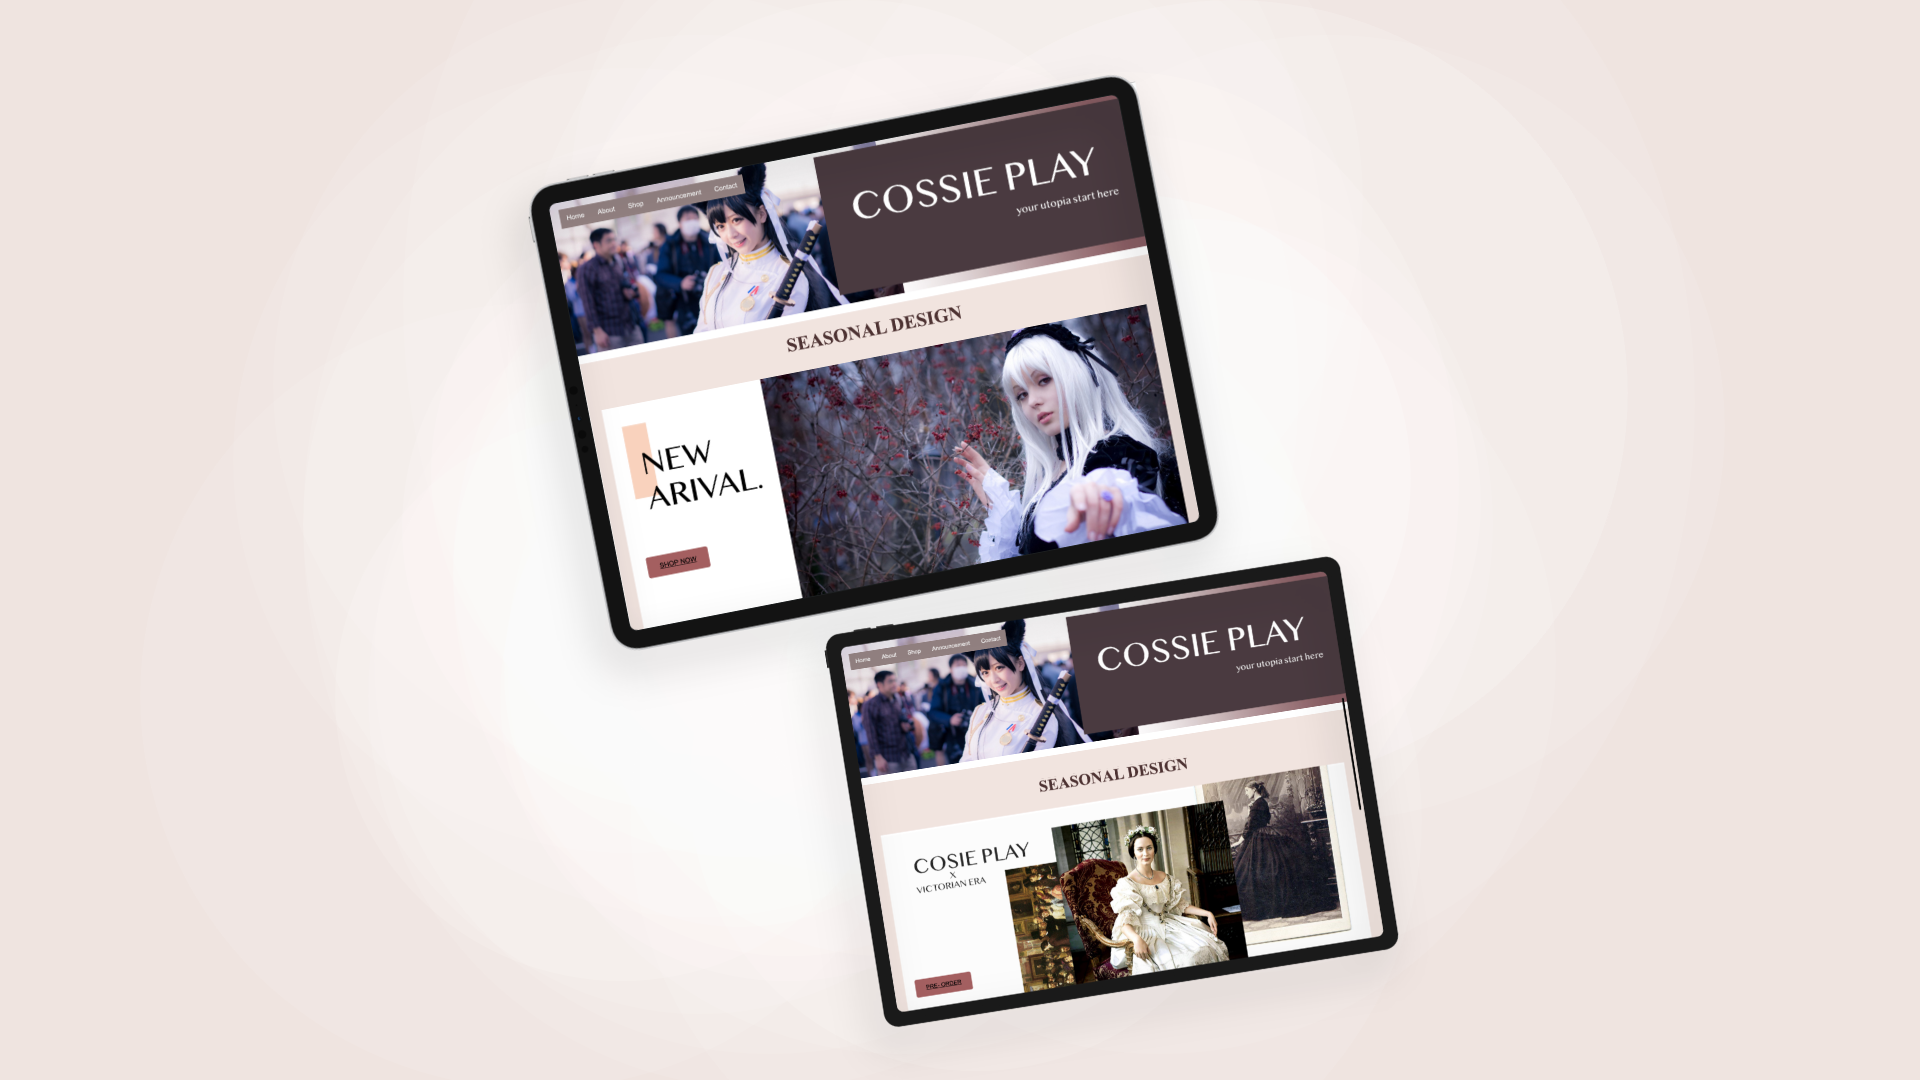 Home About Shop Announcement Contact
COSSIE PLAY
your utopia start here
SEASONAL DESIGN
NEW
ARIVAL.
SHOP NOW
Home About Shop Announcement Contact
COSSIE PLAY
your utopia start here
SEASONAL DESIGN
COSIE PLAY
X
VICTORIAN ERA
PRE- ORDER